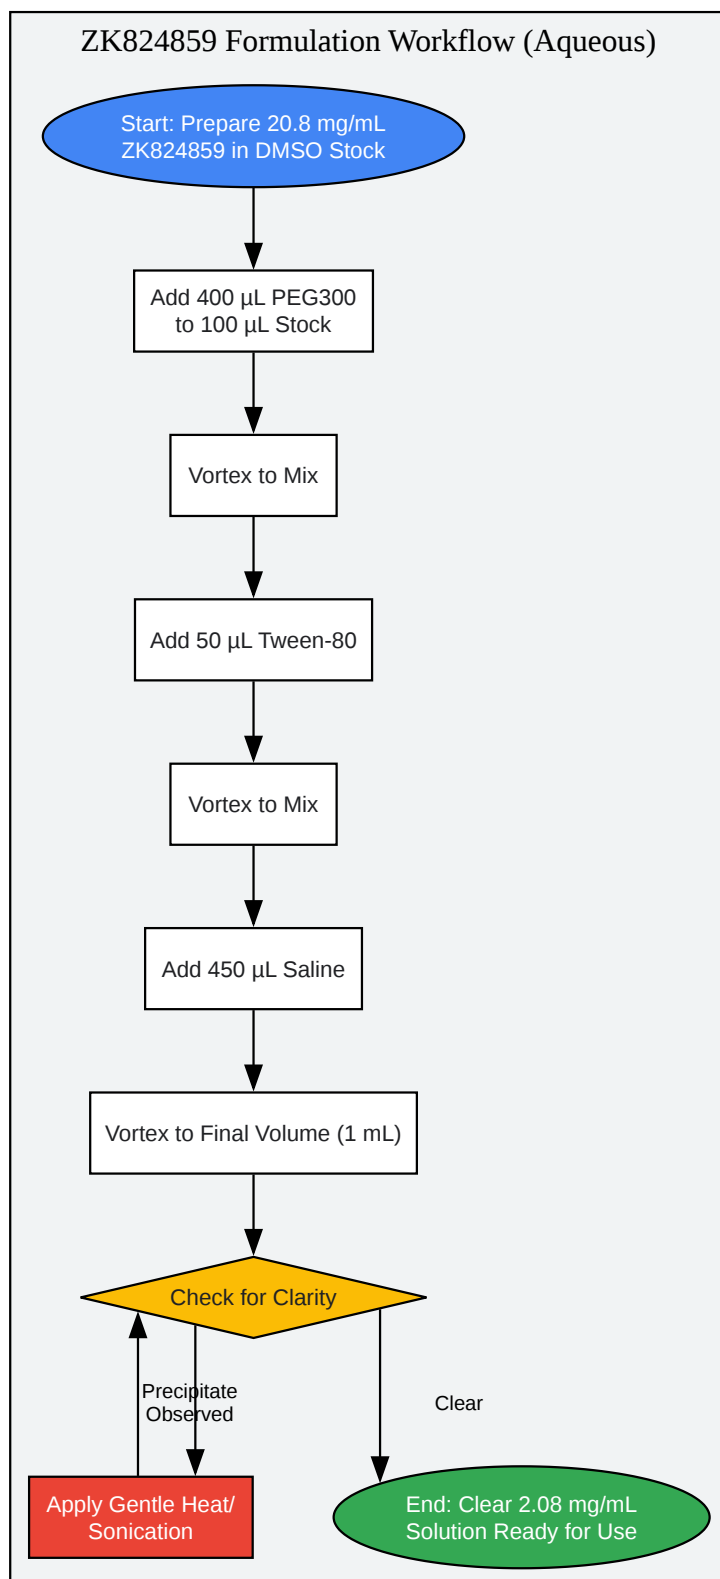 ZK824859 Formulation Workflow (Aqueous)
Start: Prepare 20.8 mg/mL
ZK824859 in DMSO Stock
Add 400 µL PEG300
to 100 µL Stock
Vortex to Mix
Add 50 µL Tween-80
Vortex to Mix
Add 450 µL Saline
Vortex to Final Volume (1 mL)
Check for Clarity
Precipitate
Observed
Clear
Apply Gentle Heat/
Sonication
End: Clear 2.08 mg/mL
Solution Ready for Use